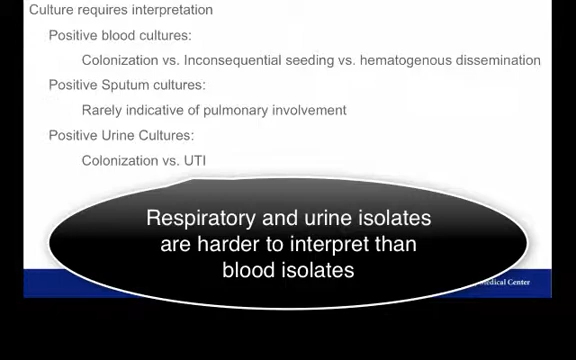 Culture requires interpretation
Positive blood cultures:
Colonization vs. Inconsequential seeding vs. hematogenous dissemination
Positive Sputum cultures:
Rarely indicative of pulmonary involvement
Positive Urine Cultures:
Colonization vs. UTI
Respiratory and urine isolates
are harder to interpret than
blood isolates
Medical Center